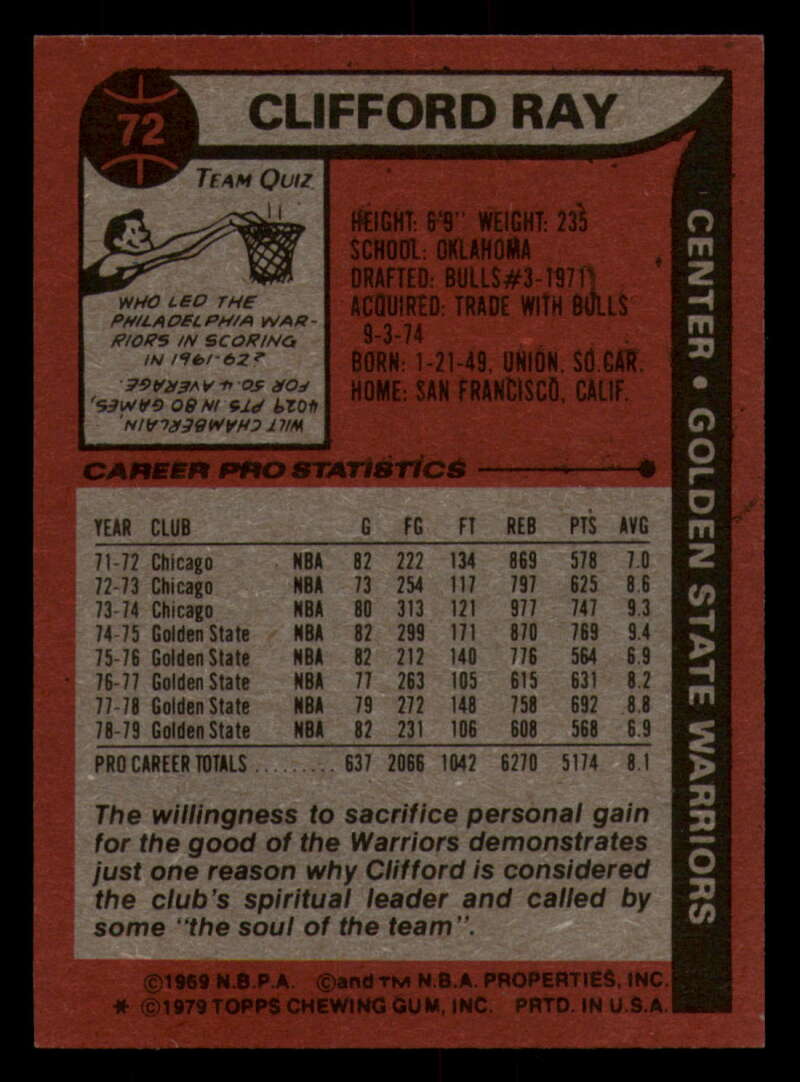 72
CLIFFORD RAY
TEAM QUIZ
WHO LED THE
PHILADELPHIA WAR-
RIORS IN SCORING
IN 1961-62?
WILT CHAMBERLAIN,
4029 PTS IN 80 GAMES,
FOR 50.4 AVERAGE.
HEIGHT: 6'9" WEIGHT: 235
SCHOOL: OKLAHOMA
DRAFTED: BULLS#3-1971
ACQUIRED: TRADE WITH BULLS
9-3-74
BORN: 1-21-49, UNION, SO.CAR.
HOME: SAN FRANCISCO, CALIF.
CENTER • GOLDEN STATE WARRIORS
CAREER PRO STATISTICS
YEAR CLUB G FG FT REB PTS AVG
71-72 Chicago NBA 82 222 134 869 578 7.0
72-73 Chicago NBA 73 254 117 797 625 8.6
73-74 Chicago NBA 80 313 121 977 747 9.3
74-75 Golden State NBA 82 299 171 870 769 9.4
75-76 Golden State NBA 82 212 140 776 564 6.9
76-77 Golden State NBA 77 263 105 615 631 8.2
77-78 Golden State NBA 79 272 148 758 692 8.8
78-79 Golden State NBA 82 231 106 608 568 6.9
PRO CAREER TOTALS ......... 637 2066 1042 6270 5174 8.1
The willingness to sacrifice personal gain
for the good of the Warriors demonstrates
just one reason why Clifford is considered
the club's spiritual leader and called by
some "the soul of the team".
©1969 N.B.P.A. ©and TM N.B.A. PROPERTIES, INC.
* ©1979 TOPPS CHEWING GUM, INC. PRTD. IN U.S.A.